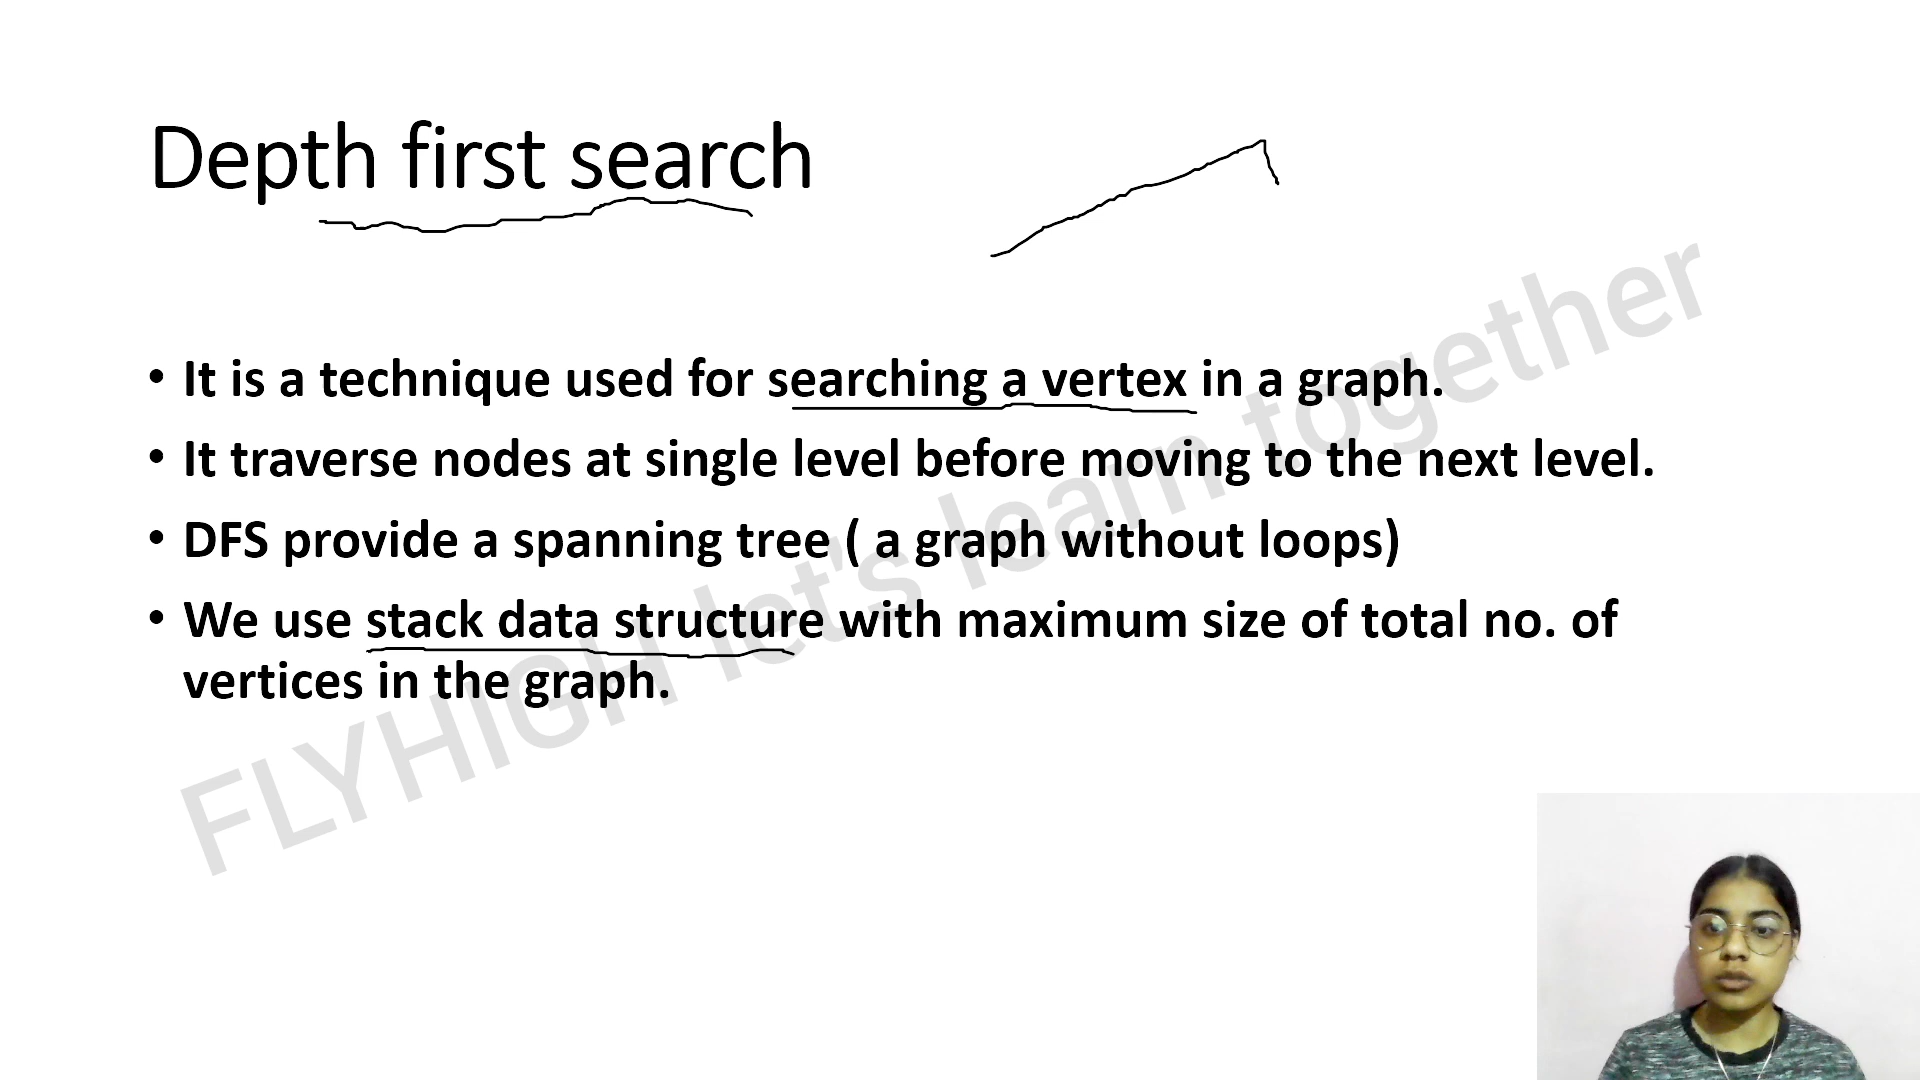 Depth first search
• It is a technique used for searching a vertex in a graph.
• It traverse nodes at single level before moving to the next level.
• DFS provide a spanning tree ( a graph without loops)
• We use stack data structure with maximum size of total no. of
vertices in the graph.
FLYHIGH let's learn together